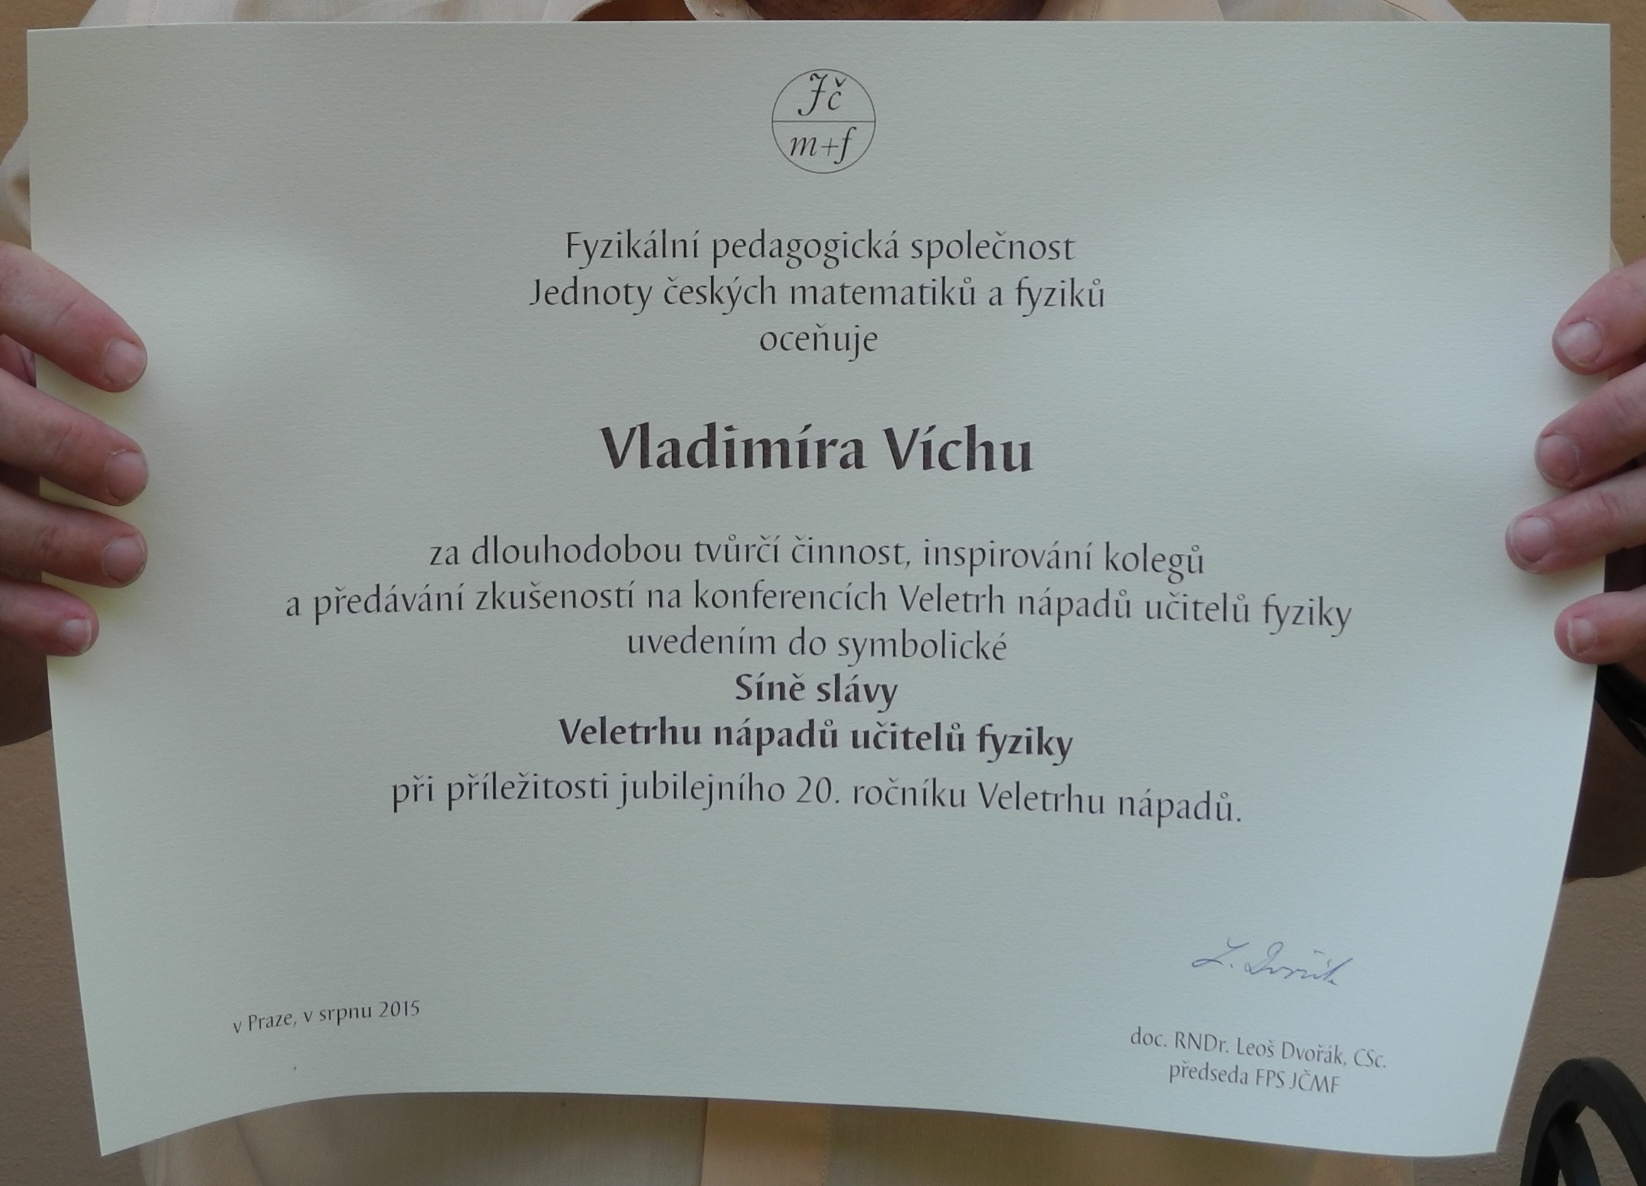 Jč
m+f
Fyzikální pedagogická společnost
Jednoty českých matematiků a fyziků
oceňuje
Vladimíra Víchu
za dlouhodobou tvůrčí činnost, inspirování kolegů
a předávání zkušeností na konferencích Veletrh nápadů učitelů fyziky
uvedením do symbolické
Síně slávy
Veletrhu nápadů učitelů fyziky
při příležitosti jubilejního 20. ročníku Veletrhu nápadů.
L. Dvořák
v Praze, v srpnu 2015
doc. RNDr. Leoš Dvořák, CSc.
předseda FPS JČMF